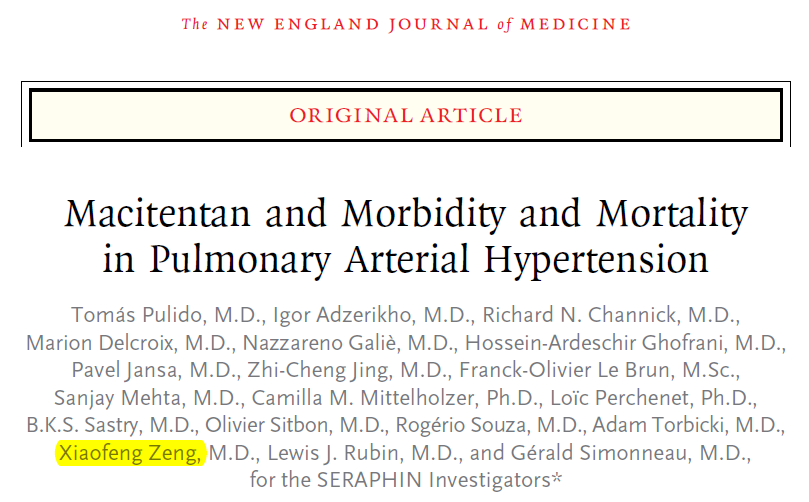 The NEW ENGLAND JOURNAL of MEDICINE
ORIGINAL ARTICLE
Macitentan and Morbidity and Mortality
in Pulmonary Arterial Hypertension
Tomás Pulido, M.D., Igor Adzerikho, M.D., Richard N. Channick, M.D.,
Marion Delcroix, M.D., Nazzareno Galiè, M.D., Hossein-Ardeschir Ghofrani, M.D.,
Pavel Jansa, M.D., Zhi-Cheng Jing, M.D., Franck-Olivier Le Brun, M.Sc.,
Sanjay Mehta, M.D., Camilla M. Mittelholzer, Ph.D., Loïc Perchenet, Ph.D.,
B.K.S. Sastry, M.D., Olivier Sitbon, M.D., Rogério Souza, M.D., Adam Torbicki, M.D.,
Xiaofeng Zeng, M.D., Lewis J. Rubin, M.D., and Gérald Simonneau, M.D.,
for the SERAPHIN Investigators*